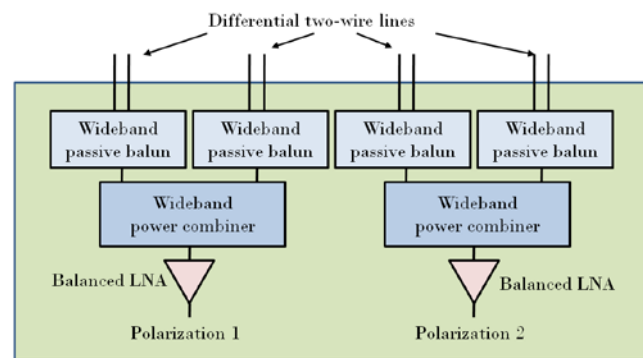 Differential two-wire lines
Wideband
passive balun
Wideband
passive balun
Wideband
passive balun
Wideband
passive balun
Wideband
power combiner
Wideband
power combiner
Balanced LNA
Balanced LNA
Polarization 1
Polarization 2